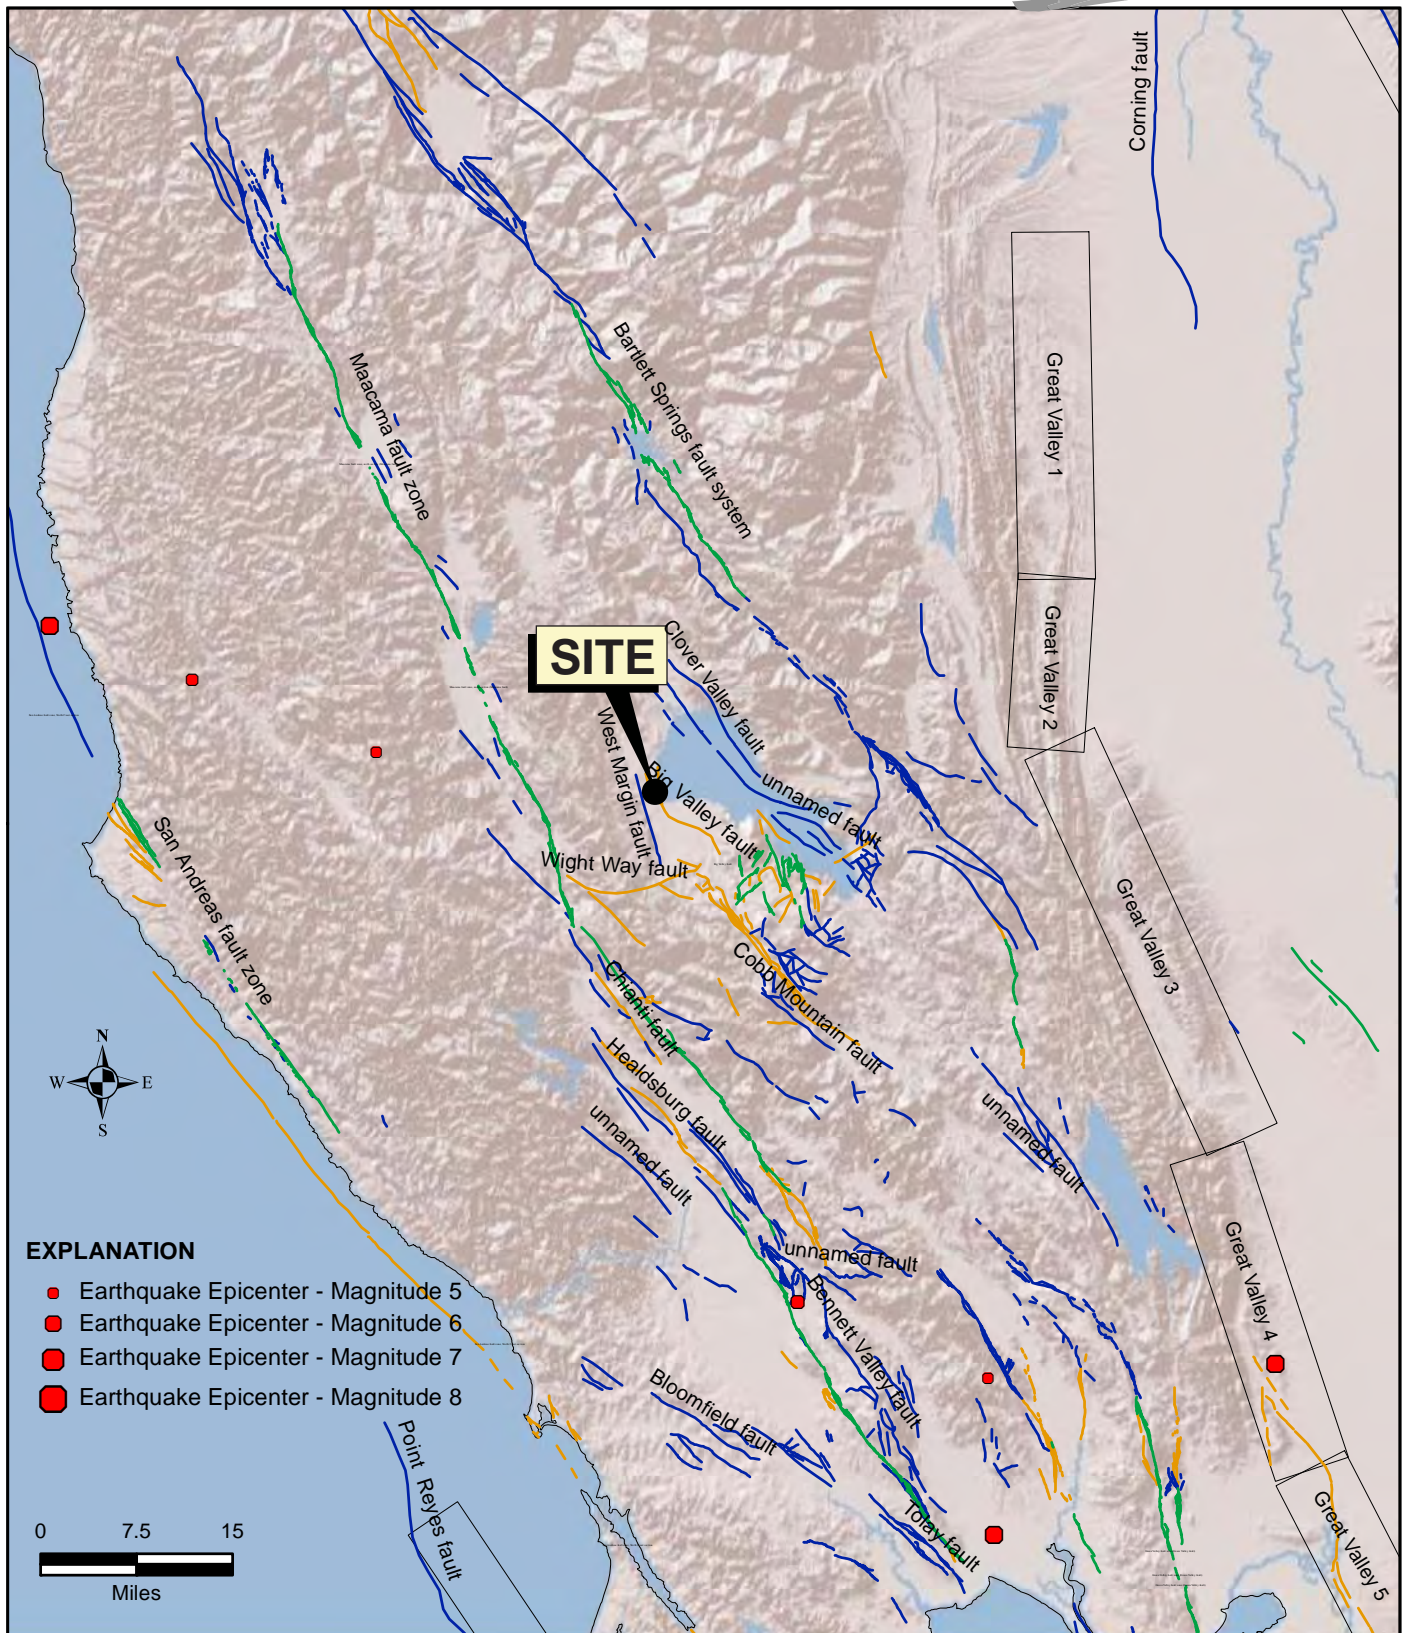 Corning fault
Bartlett Springs fault system
Maacama fault zone
Great Valley 1
Great Valley 2
SITE
Clover Valley fault
West Margin fault
Big Valley fault
unnamed fault
Wight Way fault
San Andreas fault zone
Great Valley 3
Cobb Mountain fault
Chianti fault
Healdsburg fault
unnamed fault
unnamed fault
N
W E
S
Great Valley 4
unnamed fault
Bennett Valley fault
EXPLANATION
Earthquake Epicenter - Magnitude 5
Earthquake Epicenter - Magnitude 6
Earthquake Epicenter - Magnitude 7
Earthquake Epicenter - Magnitude 8
Bloomfield fault
Point Reyes fault
Tolay fault
Great Valley 5
0 7.5 15
Miles